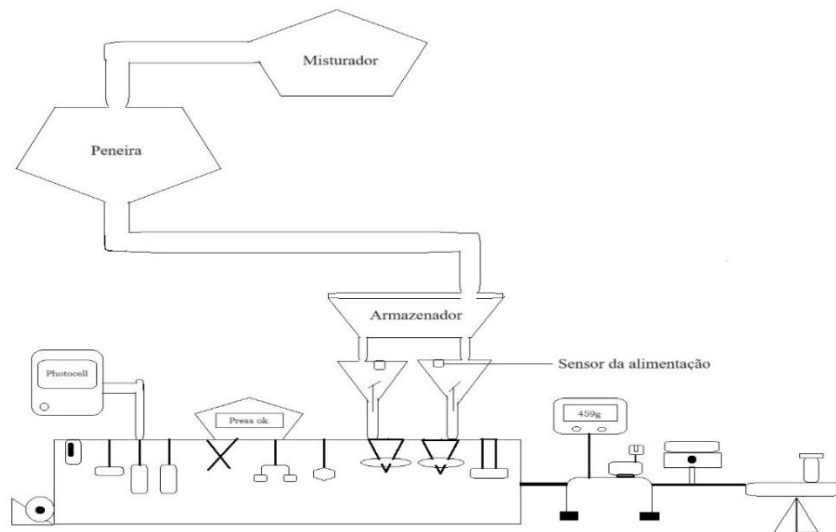 Misturador
Peneira
Armazenador
Sensor da alimentação
Photocell
Press ok
459g